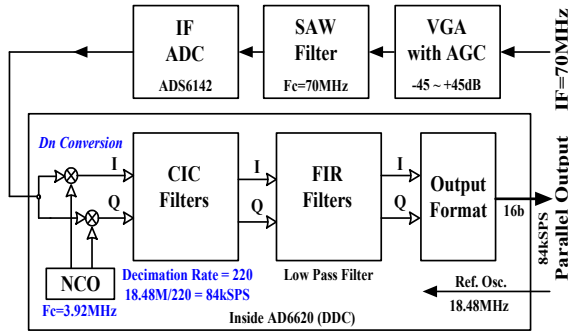 IF
ADC
ADS6142
SAW
Filter
Fc=70MHz
VGA
with AGC
-45 ~ +45dB
IF=70MHz
Dn Conversion
I
Q
CIC
Filters
I
Q
FIR
Filters
I
Q
Output
Format
16b
84kSPS
Parallel Output
NCO
Fc=3.92MHz
Decimation Rate = 220
18.48M/220 = 84kSPS
Low Pass Filter
Ref. Osc.
18.48MHz
Inside AD6620 (DDC)